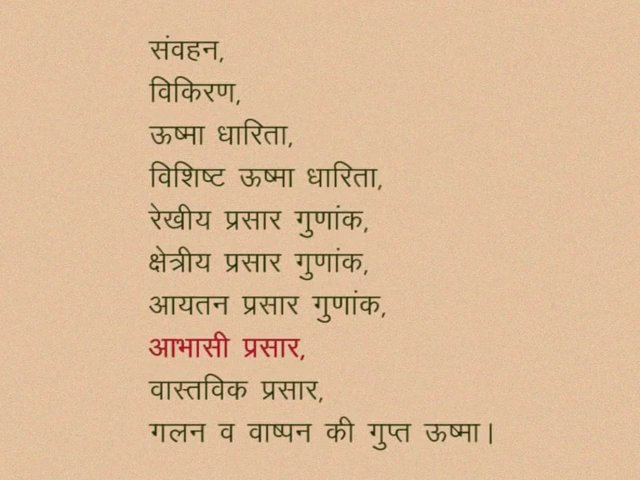 संवहन,
विकिरण,
ऊष्मा धारिता,
विशिष्ट ऊष्मा धारिता,
रेखीय प्रसार गुणांक,
क्षेत्रीय प्रसार गुणांक,
आयतन प्रसार गुणांक,
आभासी प्रसार,
वास्तविक प्रसार,
गलन व वाष्पन की गुप्त ऊष्मा।